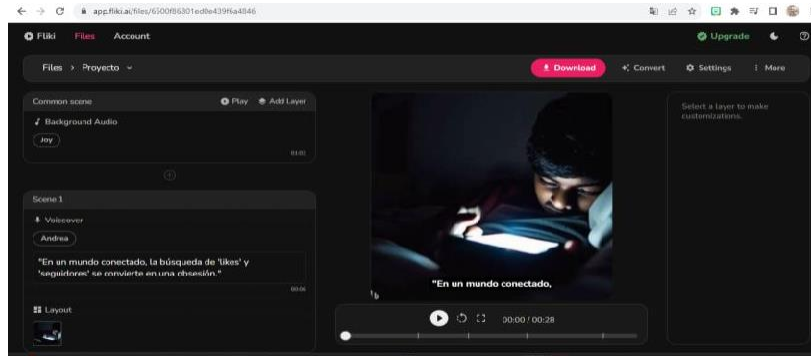 app.fliki.ai/files/6500f86301ed0e439f6a4846
Fliki Files Account Upgrade
Files > Proyecto Download Convert Settings More
Common scene Play Add Layer
Background Audio
Joy
01:01
Scene 1
Voiceover
Andrea
"En un mundo conectado, la búsqueda de 'likes' y
'seguidores' se convierte en una obsesión."
00:06
Layout
"En un mundo conectado,
00:00 / 00:28
Select a layer to make
customizations.